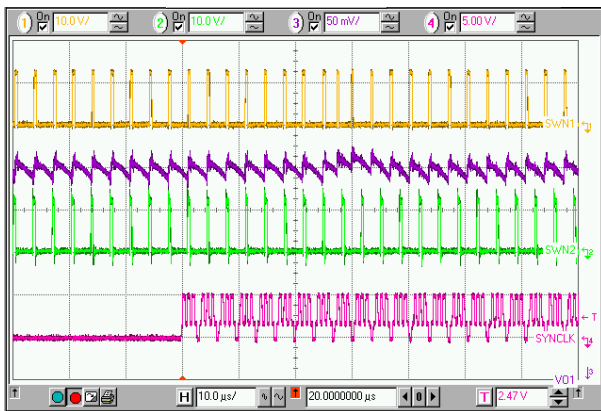 1 On 10.0 V/ 2 On 10.0 V/ 3 On 50 mV/ 4 On 5.00 V/
SWN1 1
SWN2 2
T
SYNCLK 4
VO1 3
H 10.0 µs/ 20.0000000 µs 0 T 2.47 V